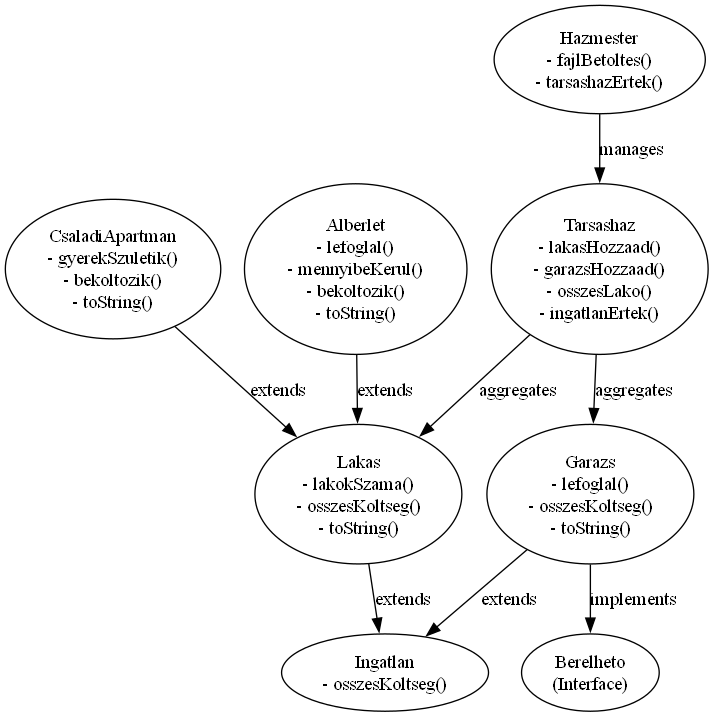 Hazmester
- fajlBetoltes()
- tarsashazErtek()
manages
CsaladiApartman
- gyerekSzuletik()
- bekoltozik()
- toString()
Alberlet
- lefoglal()
- mennyibeKerul()
- bekoltozik()
- toString()
Tarsashaz
- lakasHozzaad()
- garazsHozzaad()
- osszesLako()
- ingatlanErtek()
extends
extends
aggregates
aggregates
Lakas
- lakokSzama()
- osszesKoltseg()
- toString()
Garazs
- lefoglal()
- osszesKoltseg()
- toString()
extends
extends
implements
Ingatlan
- osszesKoltseg()
Berelheto
(Interface)